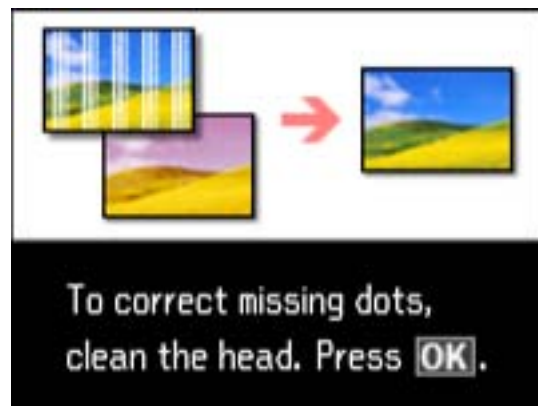 To correct missing dots,
clean the head. Press OK.